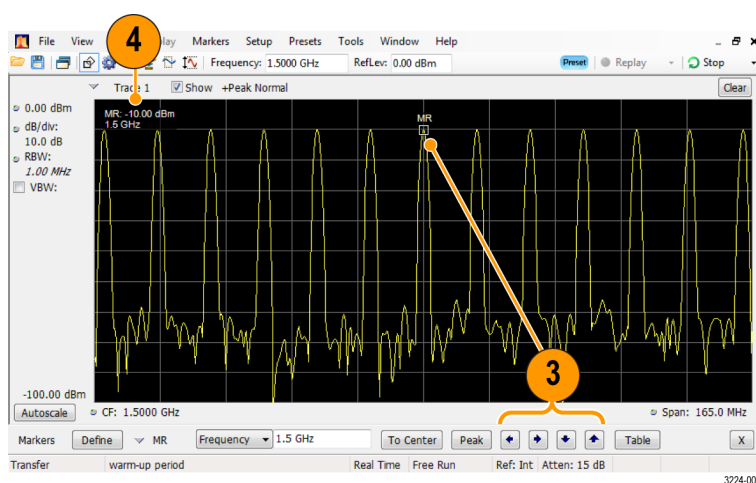 4
File View lay Markers Setup Presets Tools Window Help
Frequency: 1.5000 GHz RefLev: 0.00 dBm Preset Replay Stop
Trace 1 Show +Peak Normal Clear
0.00 dBm
dB/div:
10.0 dB
RBW:
1.00 MHz
VBW:
MR: -10.00 dBm
1.5 GHz
MR
3
-100.00 dBm
Autoscale CF: 1.5000 GHz Span: 165.0 MHz
Markers Define MR Frequency 1.5 GHz To Center Peak Table X
Transfer warm-up period Real Time Free Run Ref: Int Atten: 15 dB
3224-00